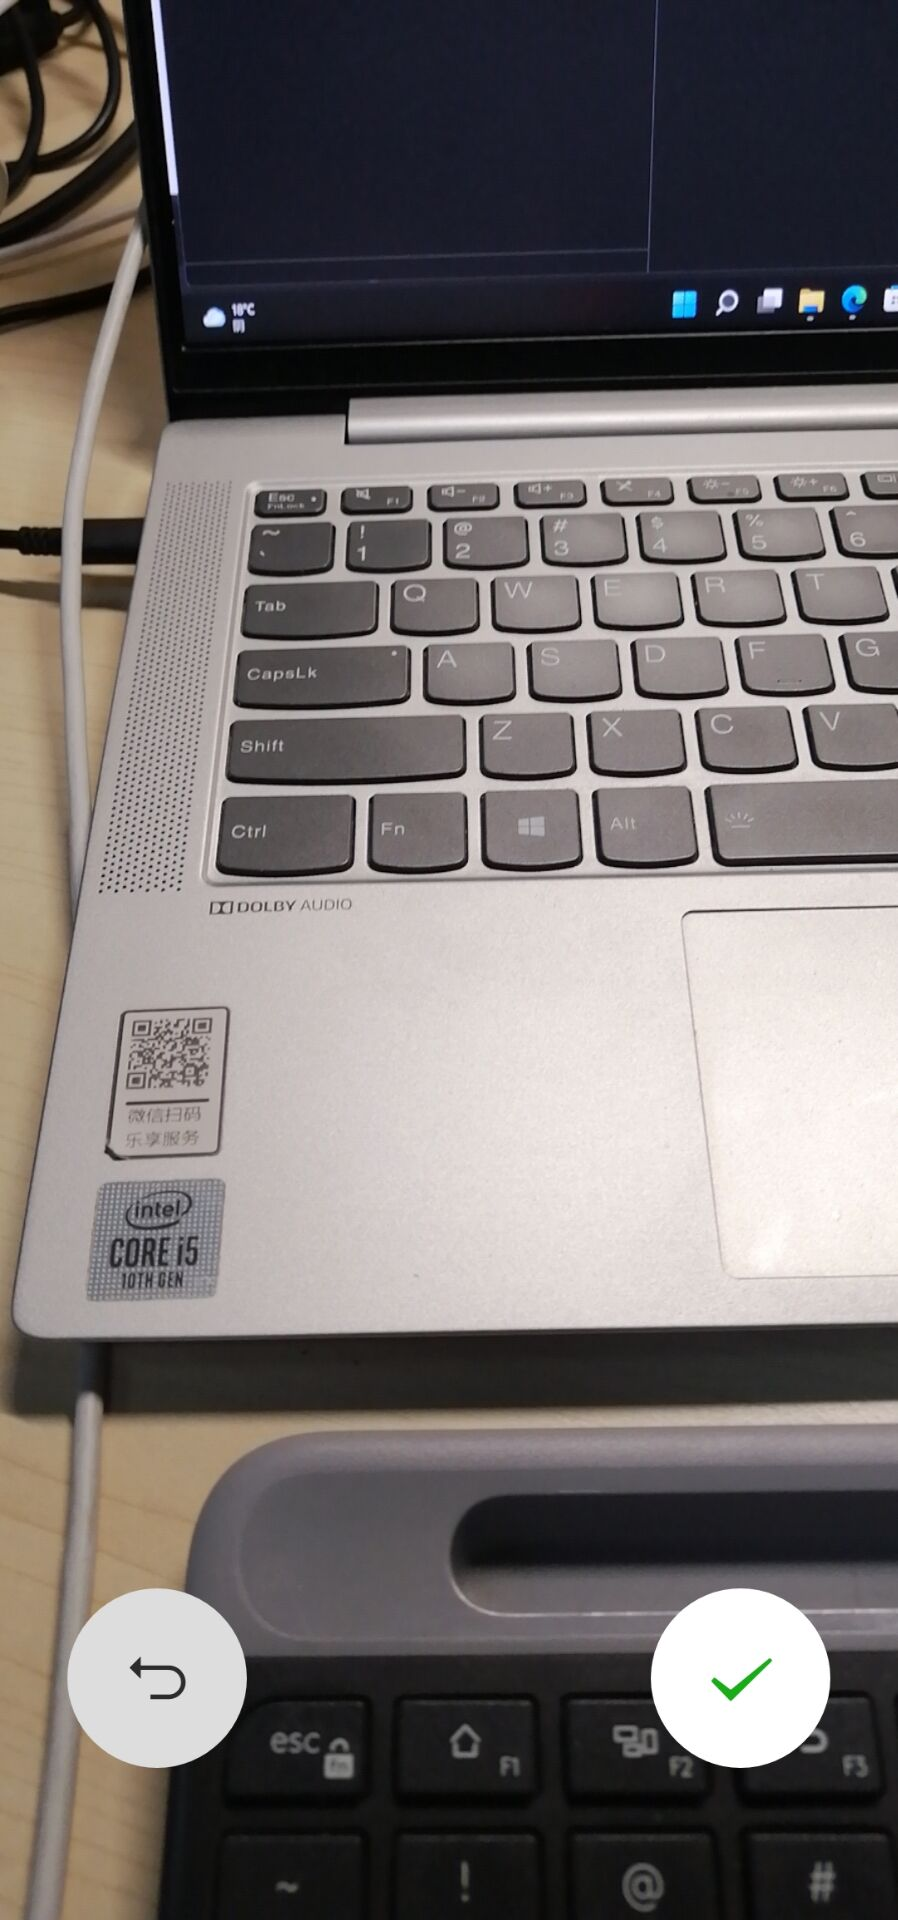 18°C
阴
Esc F1 F2 F3 F4 F5 F6
FnLock
~ ! @ # $ % ^
` 1 2 3 4 5 6
Tab Q W E R T
CapsLk A S D F G
Shift Z X C V
Ctrl Fn Alt
DOLBY AUDIO
微信扫码
乐享服务
intel
CORE i5
10TH GEN
esc fn F1 F2 F3
~ ! @ #